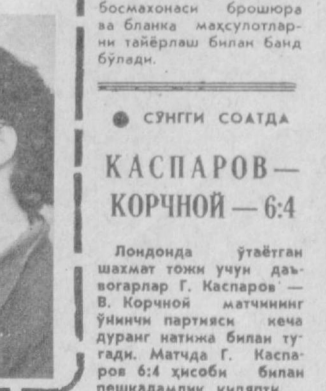 босмахонаси брошюра
ва бланка маҳсулотлар-
ни тайёрлаш билан банд
бўлади.
● СЎНГГИ СОАТДА
КАСПАРОВ—
КОРЧНОЙ — 6:4
Лондонда ўтаётган
шахмат тожи учун даъ-
вогарлар Г. Каспаров —
В. Корчной матчининг
ўнинчи партияси кеча
дуранг натижа билан ту-
гади. Матчда Г. Каспа-
ров 6:4 ҳисоби билан
пешқадамлик қиляпти.